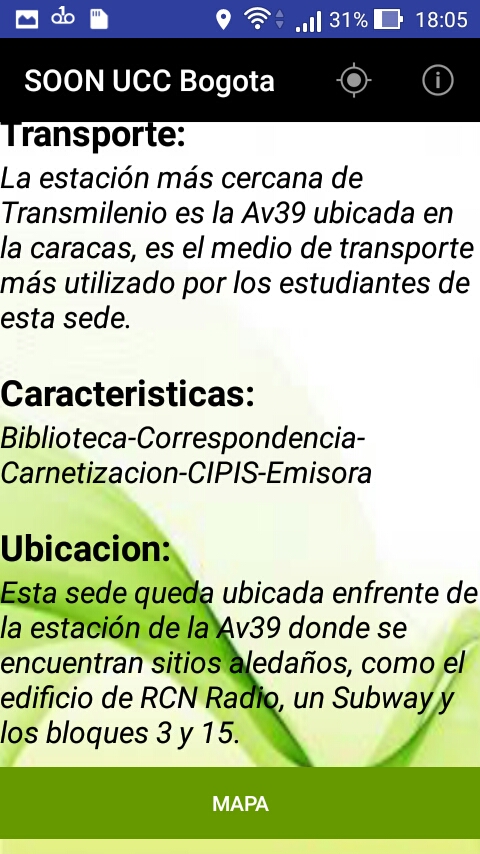 31% 18:05
SOON UCC Bogota
Transporte:
La estación más cercana de
Transmilenio es la Av39 ubicada en
la caracas, es el medio de transporte
más utilizado por los estudiantes de
esta sede.
Caracteristicas:
Biblioteca-Correspondencia-
Carnetizacion-CIPIS-Emisora
Ubicacion:
Esta sede queda ubicada enfrente de
la estación de la Av39 donde se
encuentran sitios aledaños, como el
edificio de RCN Radio, un Subway y
los bloques 3 y 15.
MAPA